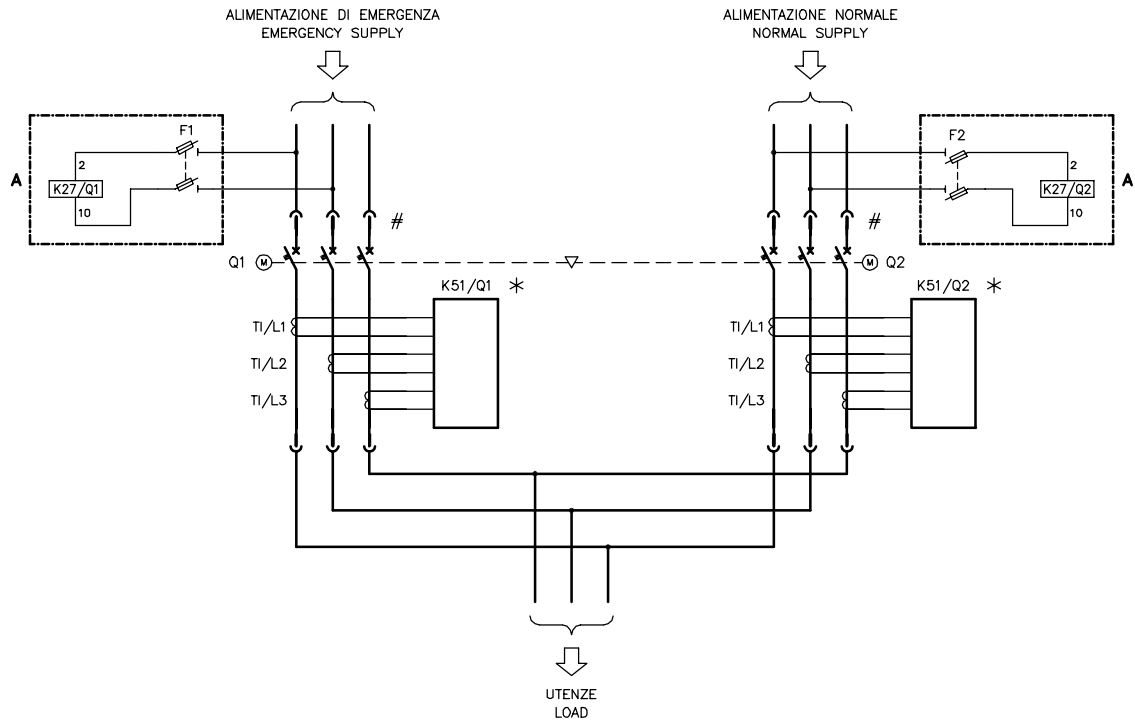 ALIMENTAZIONE DI EMERGENZA
EMERGENCY SUPPLY
ALIMENTAZIONE NORMALE
NORMAL SUPPLY
F1
2
K27/Q1
10
A
F2
2
K27/Q2
10
A
#
#
Q1
M
M
Q2
K51/Q1 *
TI/L1
TI/L2
TI/L3
K51/Q2 *
TI/L1
TI/L2
TI/L3
UTENZE
LOAD